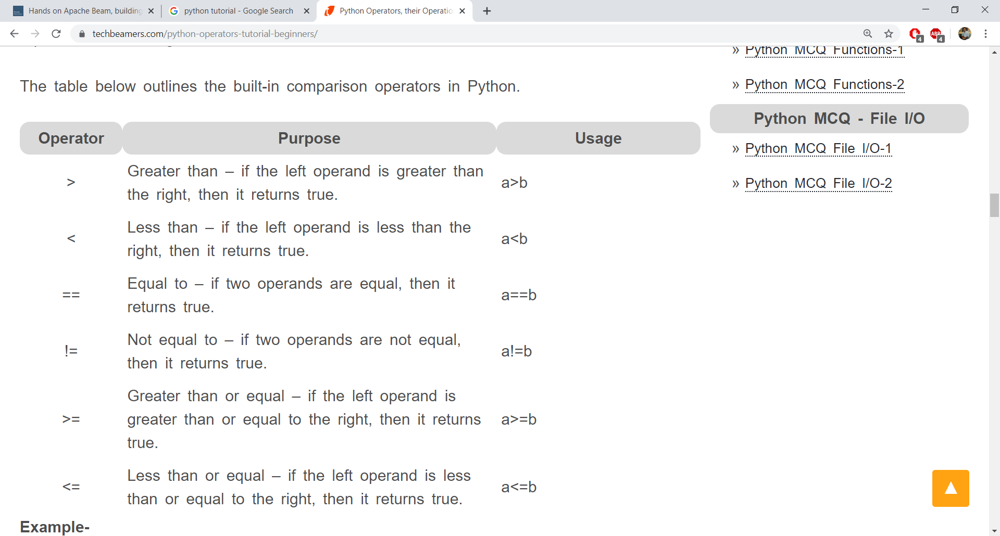 Hands on Apache Beam, building
python tutorial - Google Search
Python Operators, their Operatio
techbeamers.com/python-operators-tutorial-beginners/
4
ABP
4
The table below outlines the built-in comparison operators in Python.
Operator Purpose Usage
> Greater than – if the left operand is greater than
the right, then it returns true. a>b
< Less than – if the left operand is less than the
right, then it returns true. a<b
== Equal to – if two operands are equal, then it
returns true. a==b
!= Not equal to – if two operands are not equal,
then it returns true. a!=b
Greater than or equal – if the left operand is
>= greater than or equal to the right, then it returns a>=b
true.
<= Less than or equal – if the left operand is less
than or equal to the right, then it returns true. a<=b
Example-
» Python MCQ Functions-1
» Python MCQ Functions-2
Python MCQ - File I/O
» Python MCQ File I/O-1
» Python MCQ File I/O-2